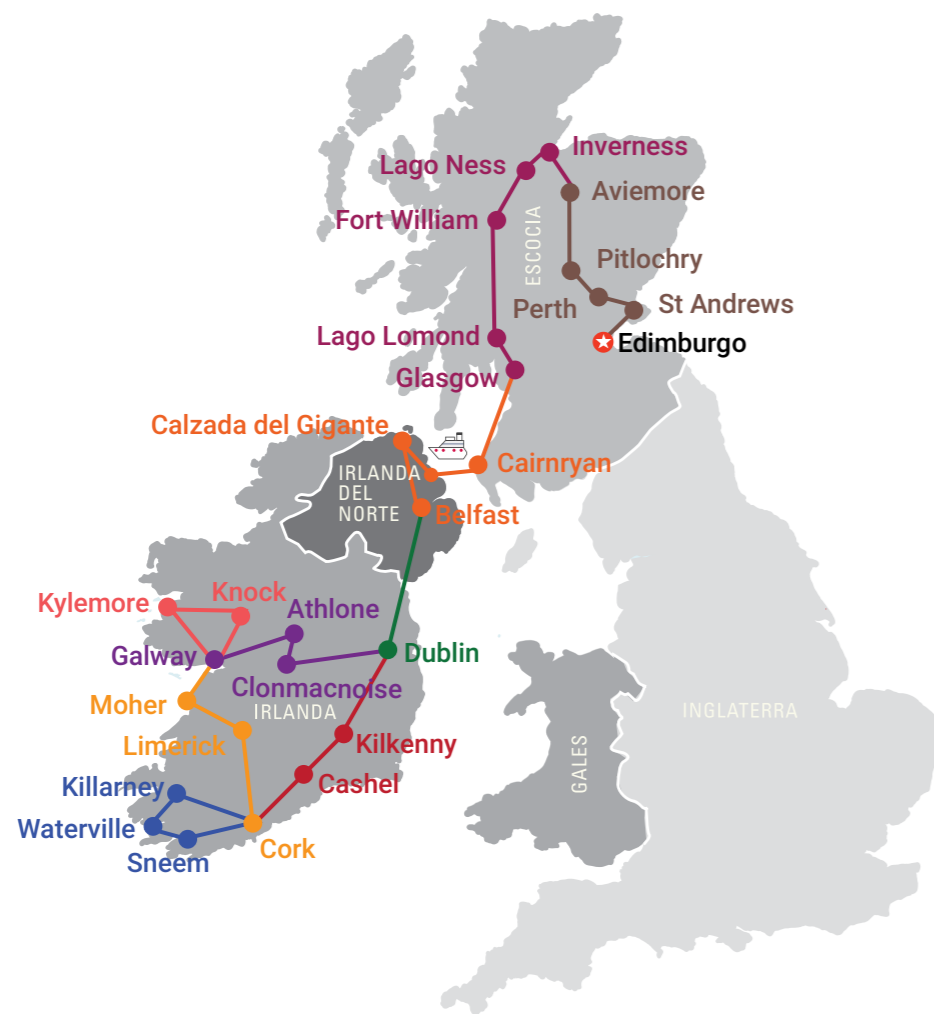 Inverness
Lago Ness
Aviemore
Fort William
ESCOCIA
Pitlochry
Perth
St Andrews
Lago Lomond
Edimburgo
Glasgow
Calzada del Gigante
Cairnryan
IRLANDA
DEL
NORTE
Belfast
Knock
Kylemore
Athlone
Galway
Dublin
Clonmacnoise
Moher
IRLANDA
INGLATERRA
Limerick
Kilkenny
GALES
Killarney
Cashel
Waterville
Cork
Sneem